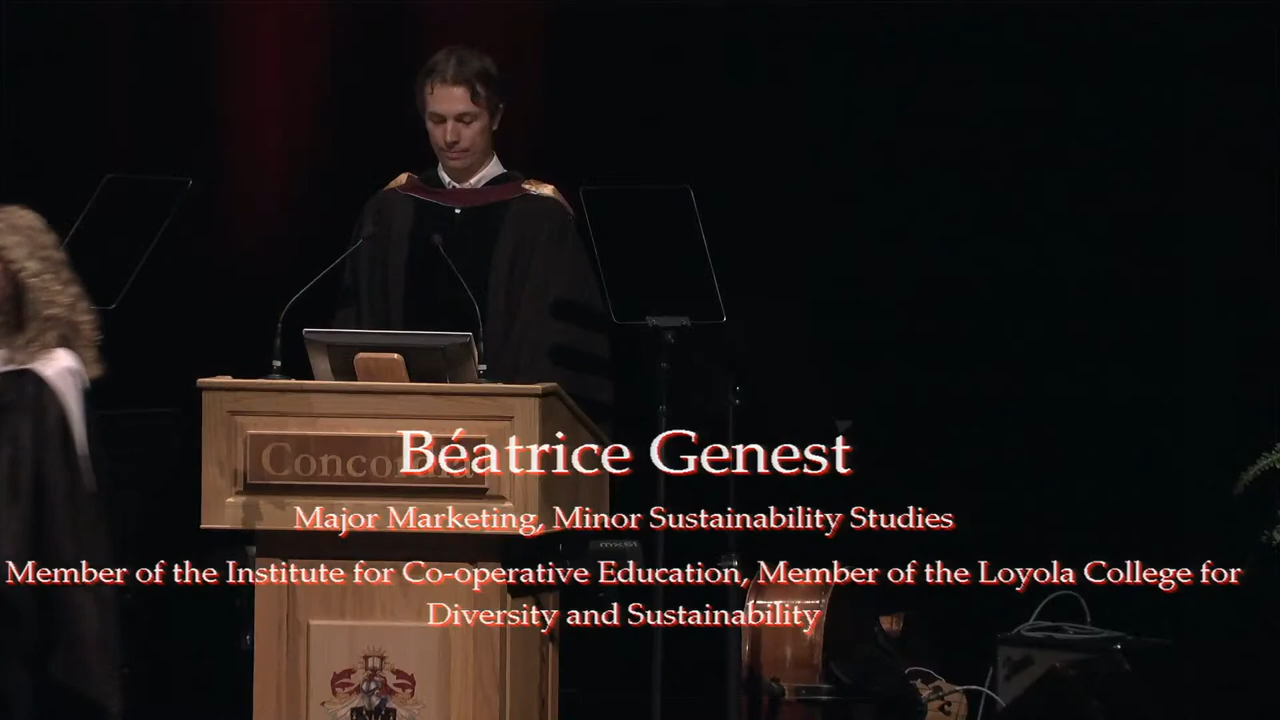 Concordia
Béatrice Genest
Major Marketing, Minor Sustainability Studies
Member of the Institute for Co-operative Education, Member of the Loyola College for
Diversity and Sustainability